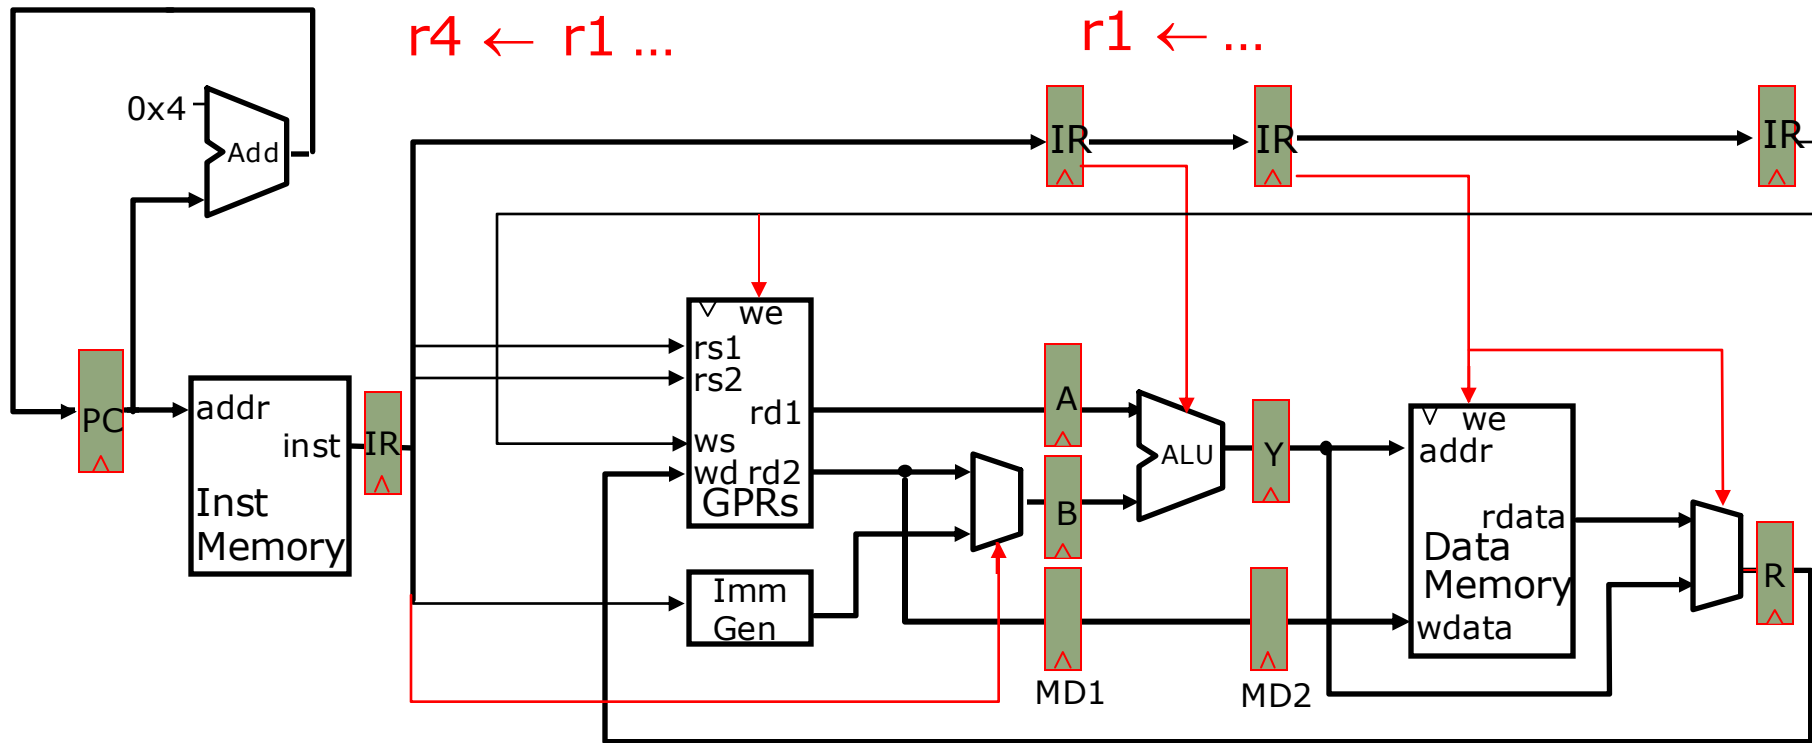 r4 ← r1 ...
r1 ← ...
0x4
Add
IR
IR
IR
we
rs1
rs2
rd1
ws
wd rd2
GPRs
PC
addr
inst
Inst
Memory
IR
A
B
ALU
Y
we
addr
rdata
Data
Memory
wdata
R
Imm
Gen
MD1
MD2